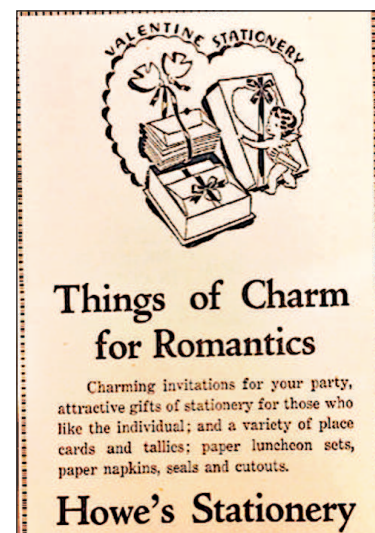 VALENTINE STATIONERY
Things of Charm
for Romantics
Charming invitations for your party,
attractive gifts of stationery for those who
like the individual; and a variety of place
cards and tallies; paper luncheon sets,
paper napkins, seals and cutouts.
Howe's Stationery